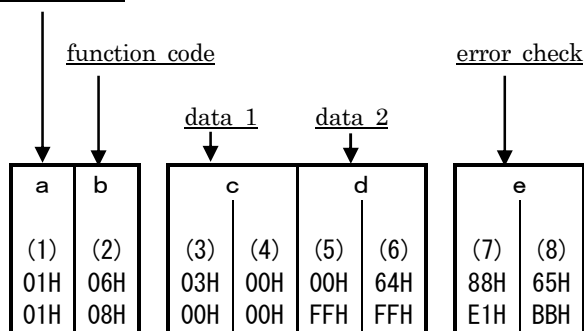 function code
error check
data 1
data 2
a b c d e
(1) (2) (3) (4) (5) (6) (7) (8)
01H 06H 03H 00H 00H 64H 88H 65H
01H 08H 00H 00H FFH FFH E1H BBH